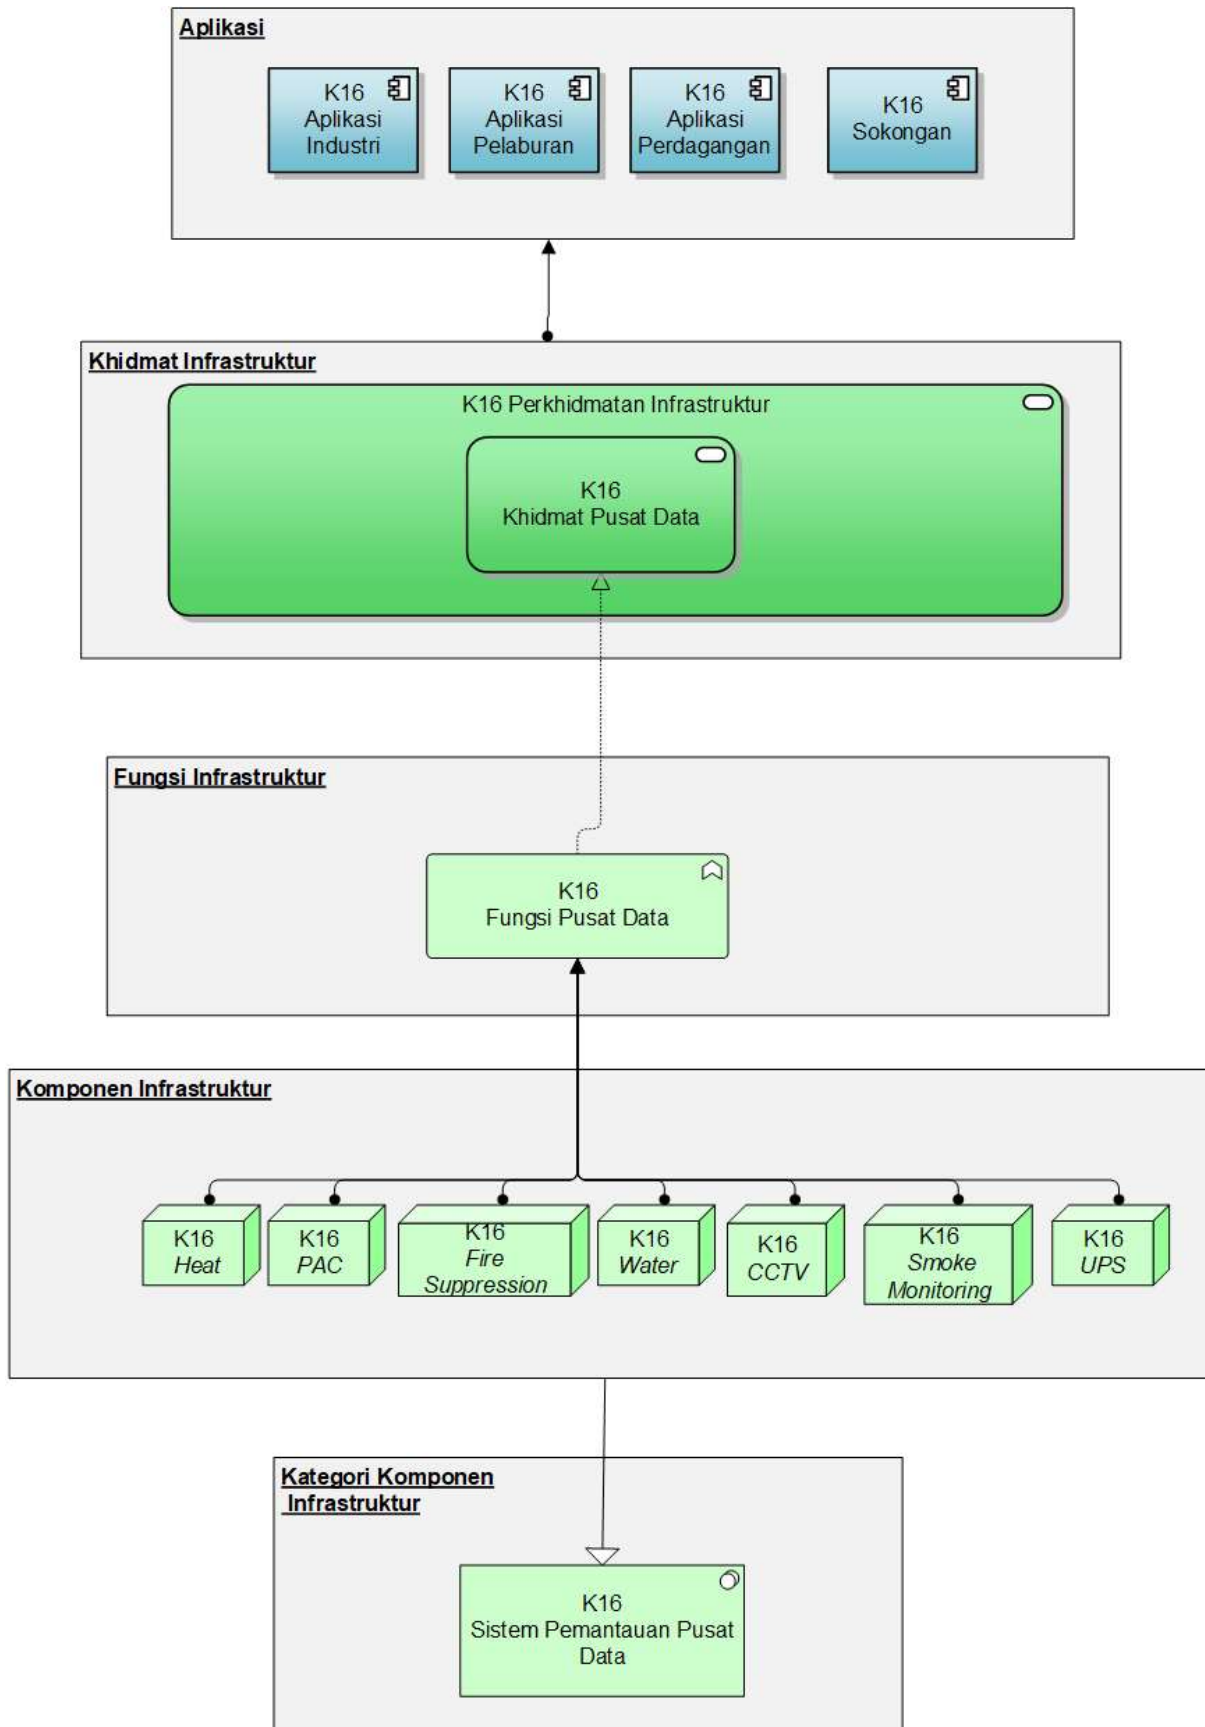 Aplikasi
K16
Aplikasi
Industri
K16
Aplikasi
Pelaburan
K16
Aplikasi
Perdagangan
K16
Sokongan
Khidmat Infrastruktur
K16 Perkhidmatan Infrastruktur
K16
Khidmat Pusat Data
Fungsi Infrastruktur
K16
Fungsi Pusat Data
Komponen Infrastruktur
K16
Heat
K16
PAC
K16
Fire
Suppression
K16
Water
K16
CCTV
K16
Smoke
Monitoring
K16
UPS
Kategori Komponen
Infrastruktur
K16
Sistem Pemantauan Pusat
Data